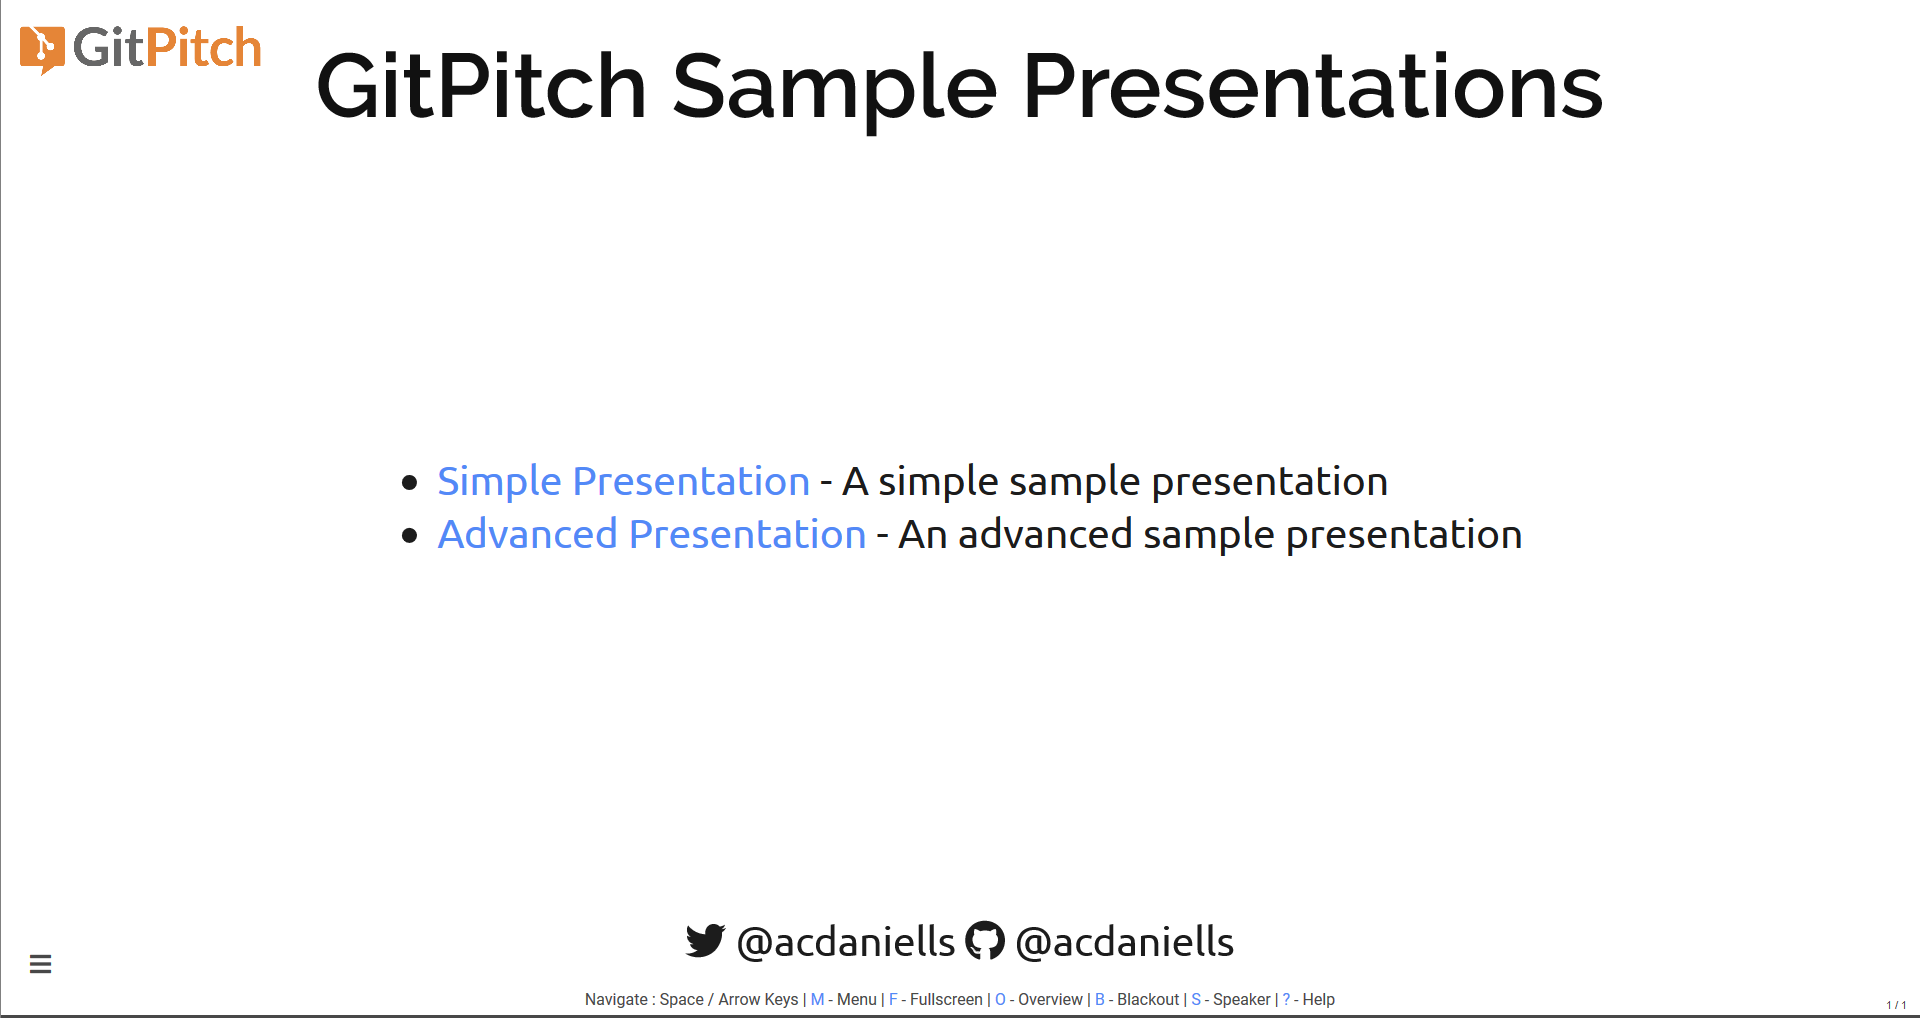 GitPitch
GitPitch Sample Presentations
• Simple Presentation - A simple sample presentation
• Advanced Presentation - An advanced sample presentation
@acdaniells @acdaniells
Navigate : Space / Arrow Keys | M - Menu | F - Fullscreen | O - Overview | B - Blackout | S - Speaker | ? - Help
1 / 1